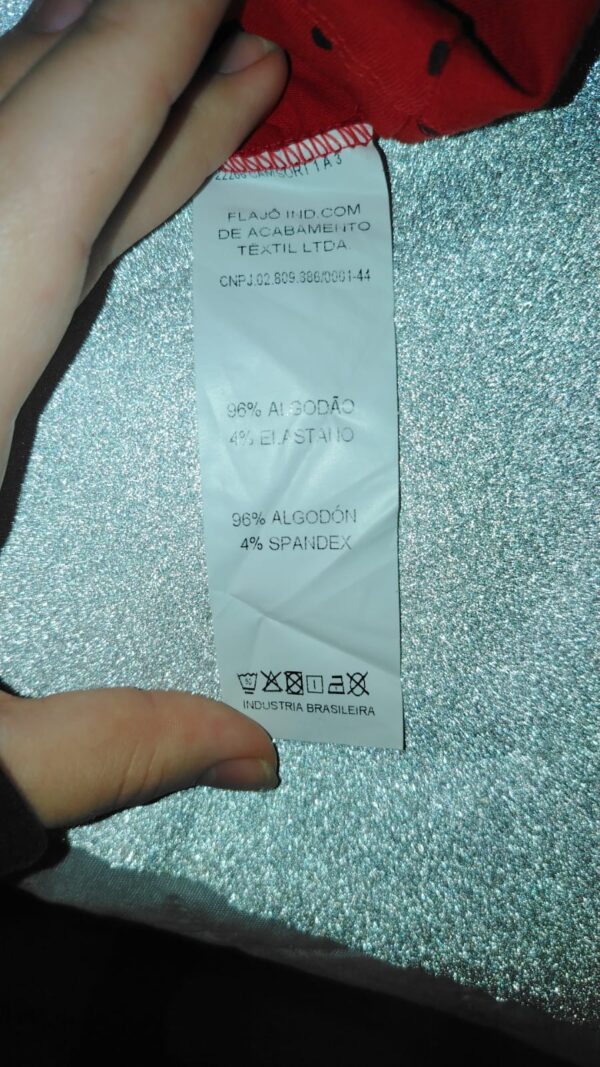 FLAJÔ IND.COM
DE ACABAMENTO
TÊXTIL LTDA
CNPJ.02.809.386/0001-44
96% ALGODÃO
4% ELASTANO
96% ALGODÓN
4% SPANDEX
INDUSTRIA BRASILEIRA